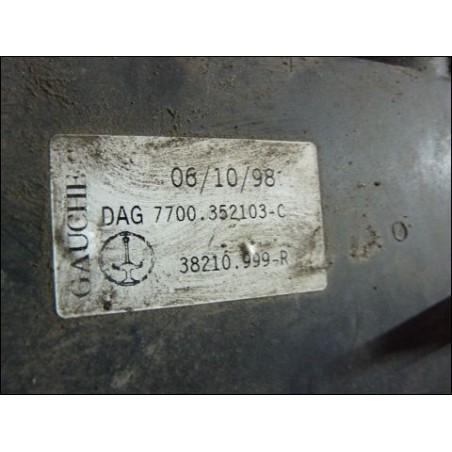 GAUCHE
06/10/98
DAG 7700.352103-C
38210.999-R